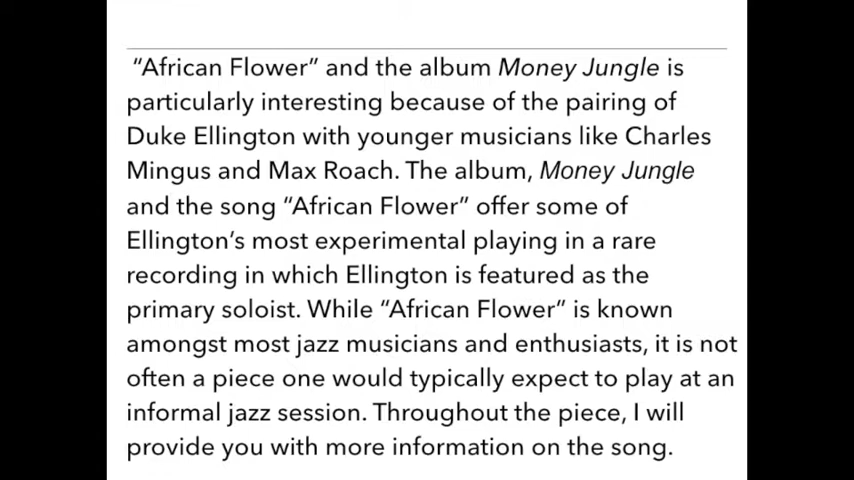 “African Flower” and the album Money Jungle is
particularly interesting because of the pairing of
Duke Ellington with younger musicians like Charles
Mingus and Max Roach. The album, Money Jungle
and the song “African Flower” offer some of
Ellington’s most experimental playing in a rare
recording in which Ellington is featured as the
primary soloist. While “African Flower” is known
amongst most jazz musicians and enthusiasts, it is not
often a piece one would typically expect to play at an
informal jazz session. Throughout the piece, I will
provide you with more information on the song.